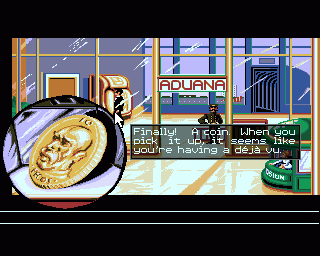 ADUANA
Finally! A coin. When you
pick it up, it seems like
you're having a déjà vu.